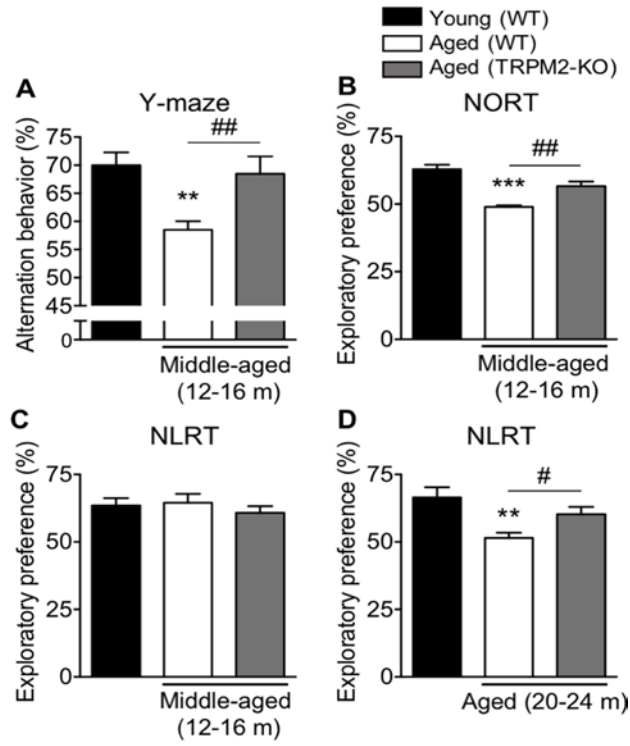 Young (WT)
Aged (WT)
Aged (TRPM2-KO)
A
Y-maze
Alternation behavior (%)
75
70
65
60
55
50
45
0
**
##
Middle-aged
(12-16 m)
B
NORT
Exploratory preference (%)
75
50
25
0
***
##
Middle-aged
(12-16 m)
C
NLRT
Exploratory preference (%)
75
50
25
0
Middle-aged
(12-16 m)
D
NLRT
Exploratory preference (%)
75
50
25
0
**
#
Aged (20-24 m)